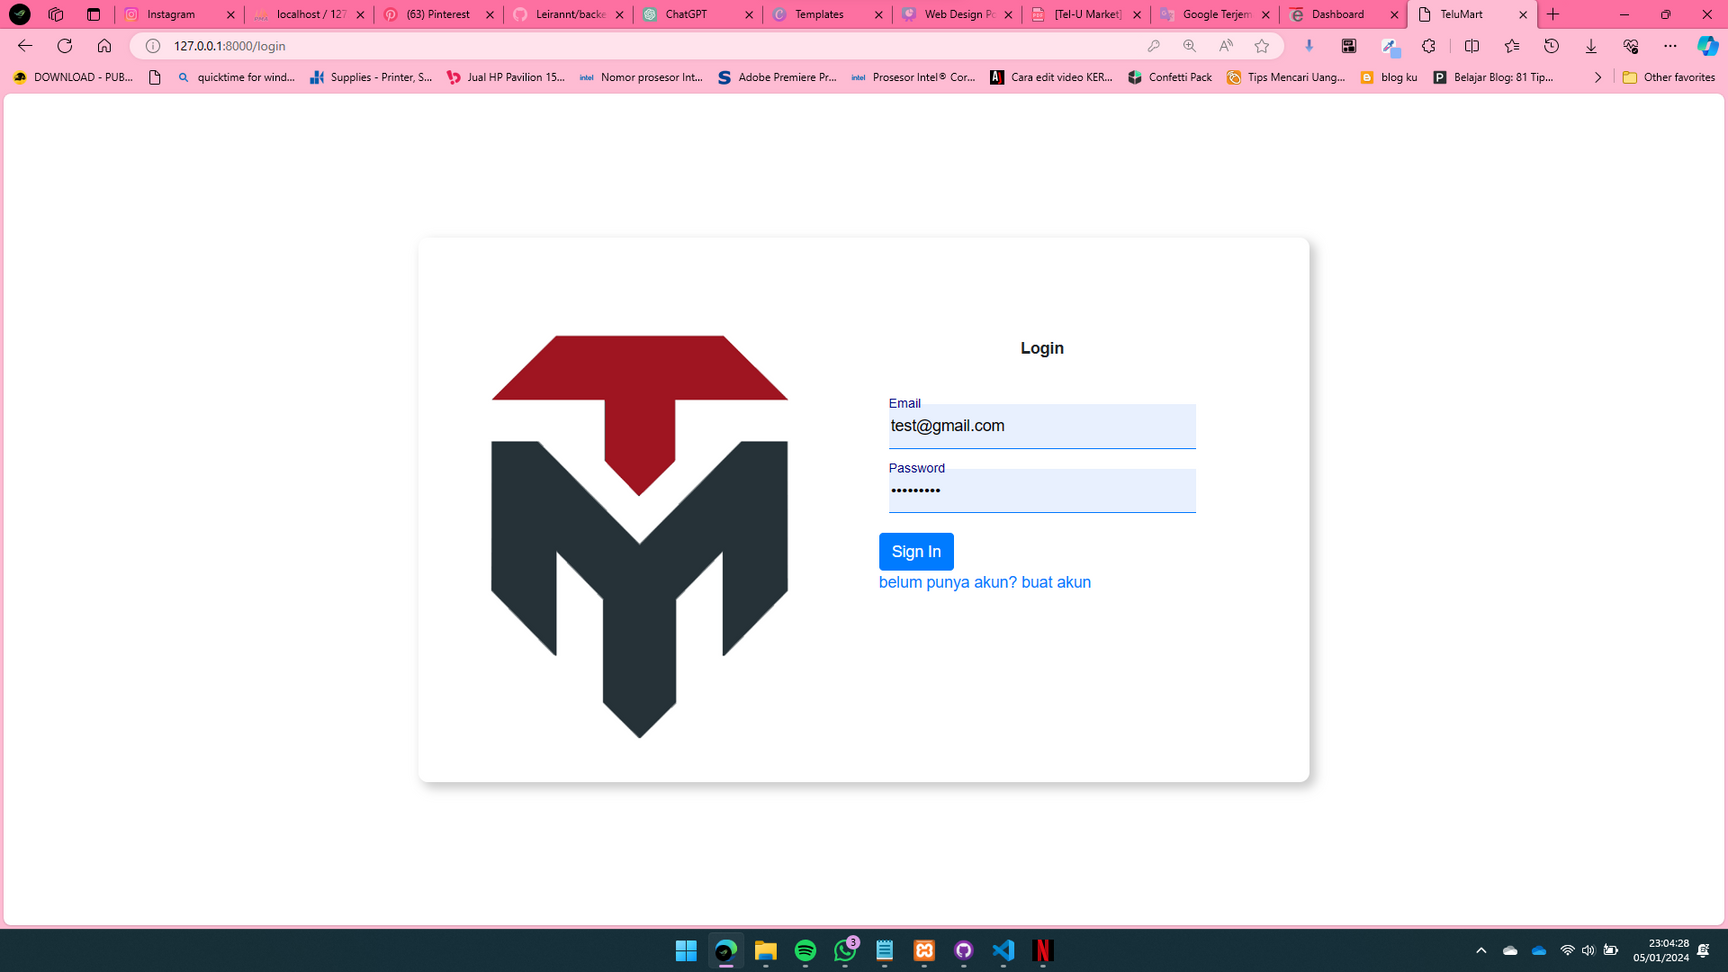 Instagram
localhost / 127
(63) Pinterest
Leirannt/backe
ChatGPT
Templates
Web Design Po
[Tel-U Market]
Google Terjem
Dashboard
TeluMart
127.0.0.1:8000/login
DOWNLOAD - PUB...
quicktime for wind...
Supplies - Printer, S...
Jual HP Pavilion 15...
Nomor prosesor Int...
Adobe Premiere Pr...
Prosesor Intel® Cor...
Cara edit video KER...
Confetti Pack
Tips Mencari Uang...
blog ku
Belajar Blog: 81 Tip...
Other favorites
Login
Email
test@gmail.com
Password
Sign In
belum punya akun? buat akun
3
23:04:28
05/01/2024